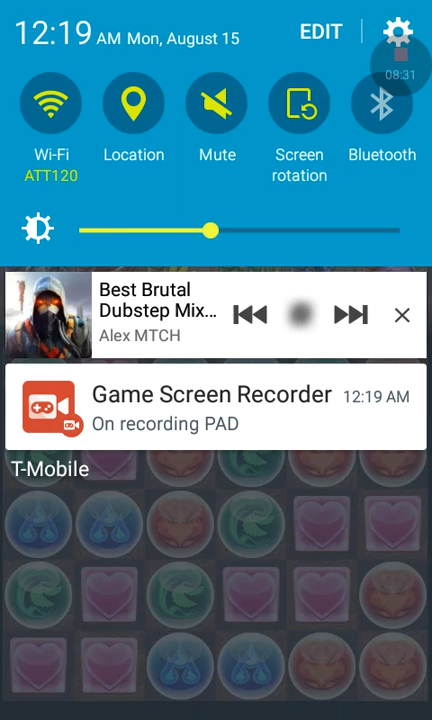 12:19 AM Mon, August 15 EDIT
08:31
Wi-Fi Location Mute Screen rotation Bluetooth
ATT120
Best Brutal
Dubstep Mix...
Alex MTCH
Game Screen Recorder 12:19 AM
On recording PAD
T-Mobile